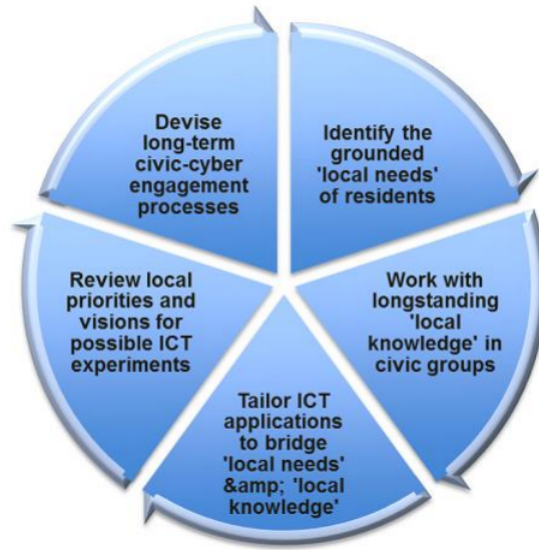 Identify the
grounded
'local needs'
of residents
Work with
longstanding
'local
knowledge' in
civic groups
Tailor ICT
applications
to bridge
'local needs'
&amp; 'local
knowledge'
Review local
priorities and
visions for
possible ICT
experiments
Devise
long-term
civic-cyber
engagement
processes